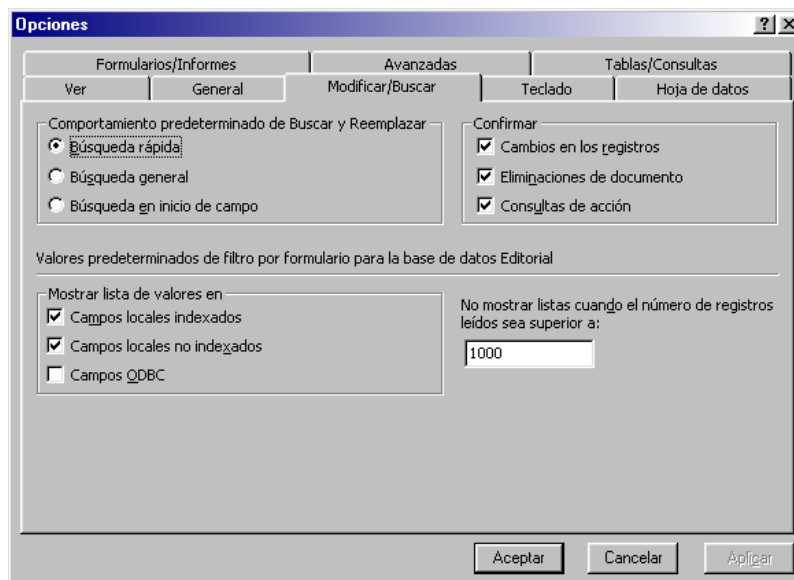 Opciones
Formularios/Informes
Avanzadas
Tablas/Consultas
Ver
General
Modificar/Buscar
Teclado
Hoja de datos
Comportamiento predeterminado de Buscar y Reemplazar
Búsqueda rápida
Búsqueda general
Búsqueda en inicio de campo
Confirmar
Cambios en los registros
Eliminaciones de documento
Consultas de acción
Valores predeterminados de filtro por formulario para la base de datos Editorial
Mostrar lista de valores en
Campos locales indexados
Campos locales no indexados
Campos ODBC
No mostrar listas cuando el número de registros
leídos sea superior a:
1000
Aceptar
Cancelar
Aplicar